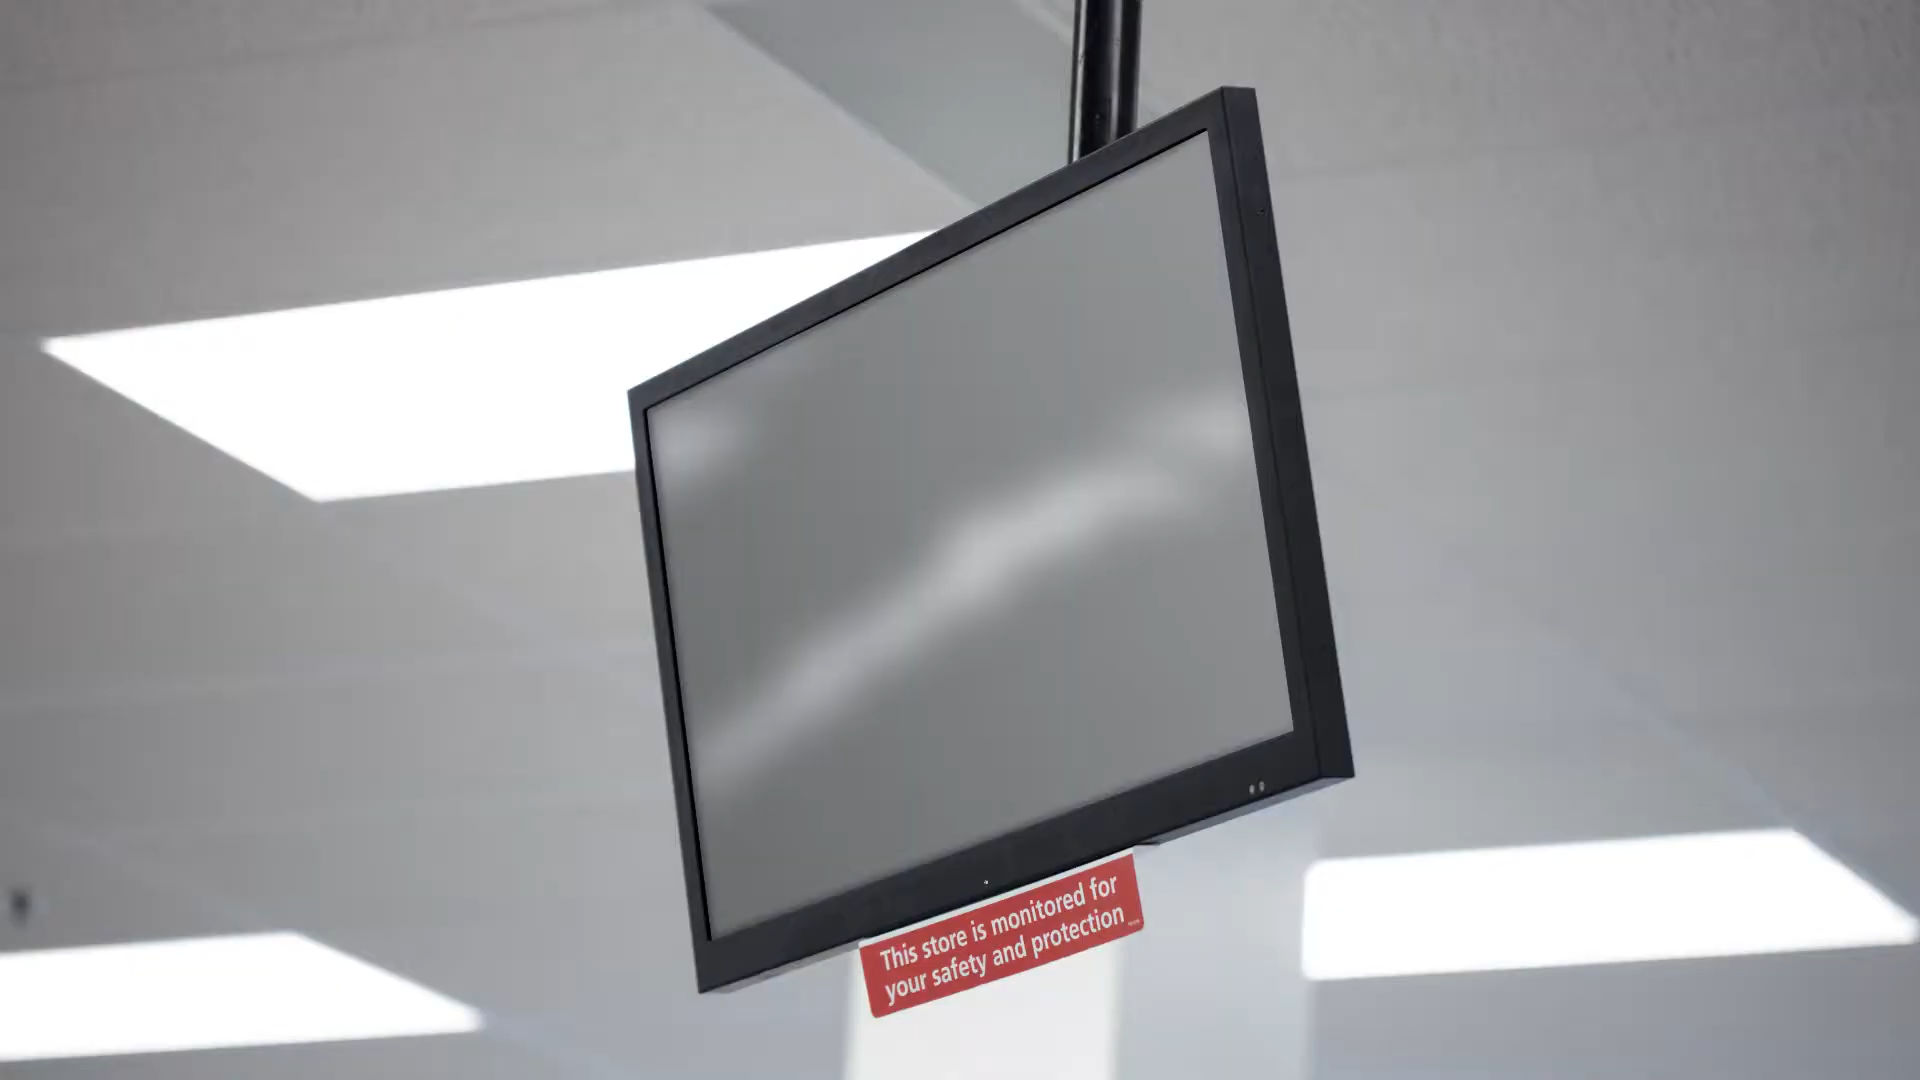 This store is monitored for
your safety and protection